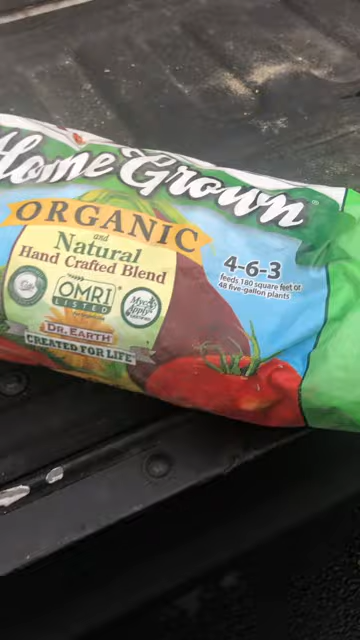 Home Grown®
ORGANIC
and
Natural
Hand Crafted Blend
4-6-3
feeds 180 square feet or
48 five-gallon plants
OMRI
LISTED
DR. EARTH®
CREATED FOR LIFE